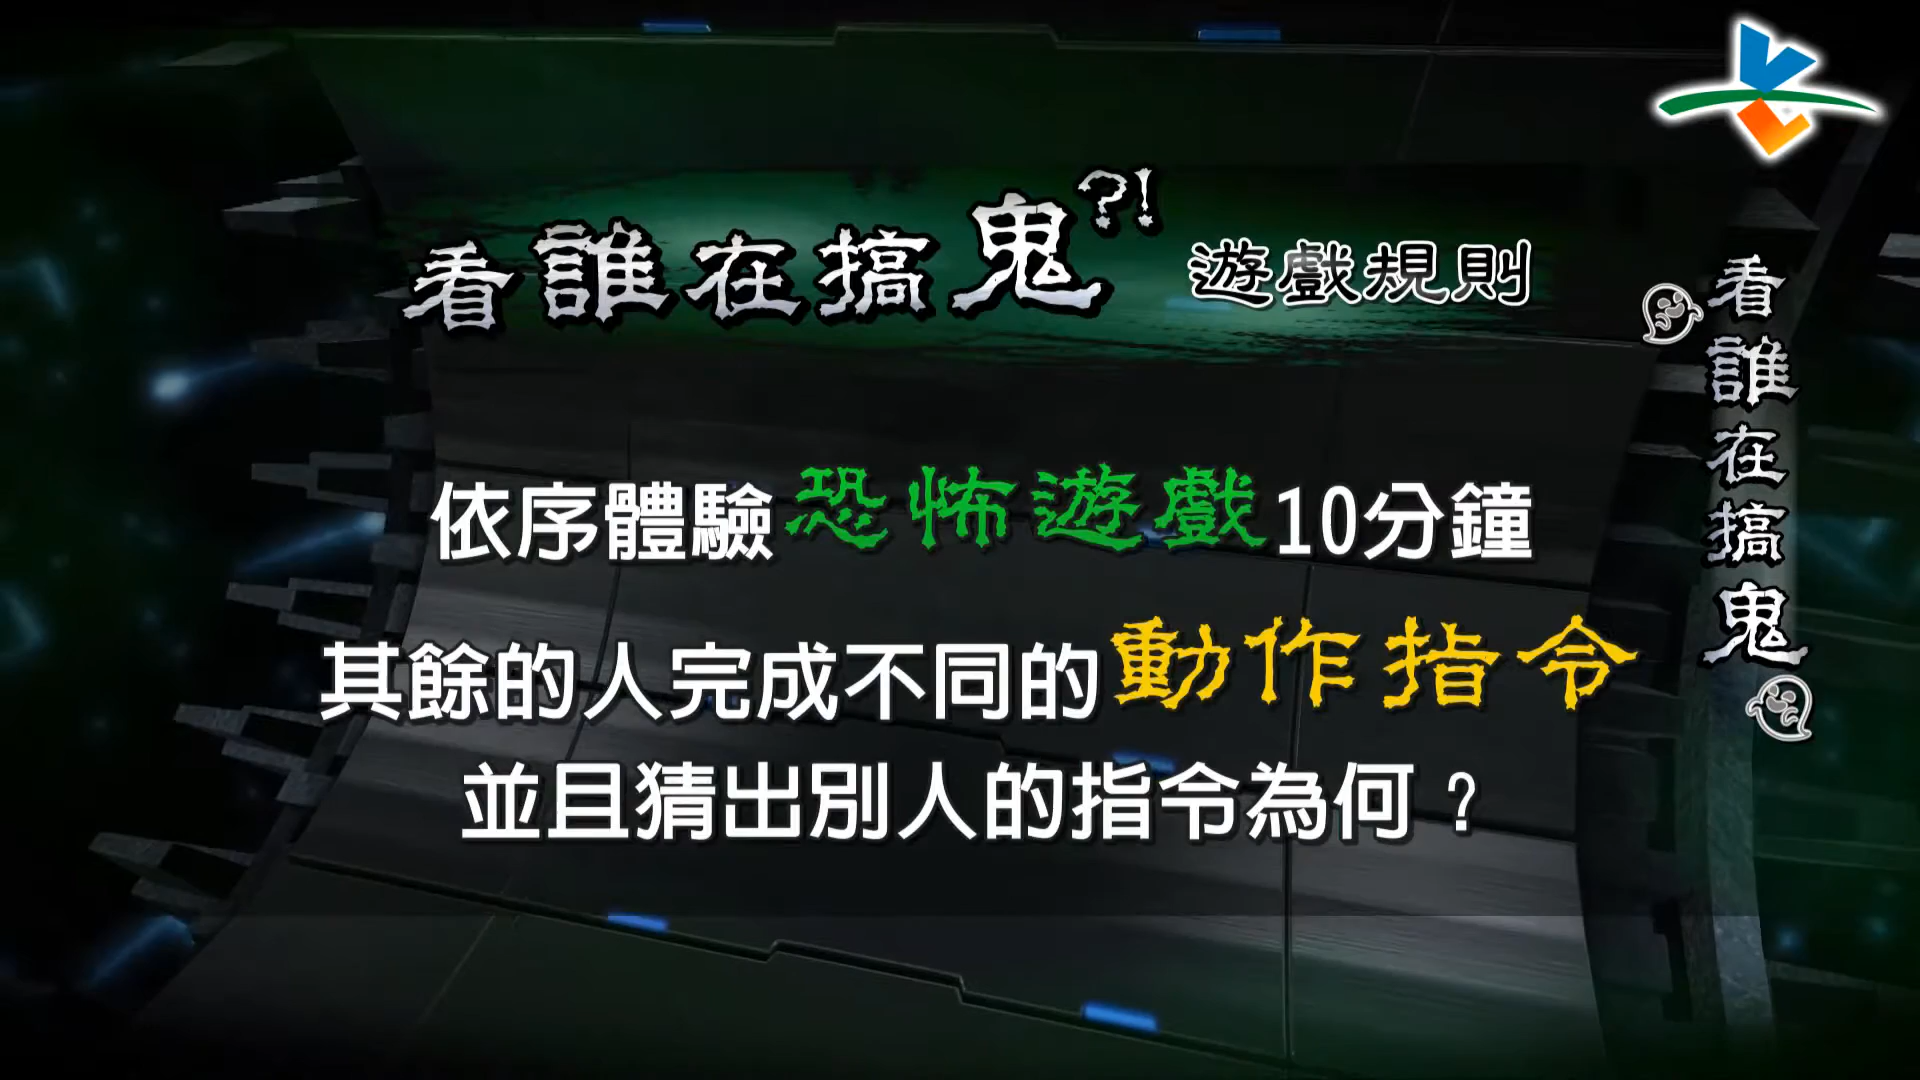 看誰在搞鬼?! 遊戲規則
依序體驗恐怖遊戲10分鐘
其餘的人完成不同的動作指令
並且猜出別人的指令為何？
看誰在搞鬼